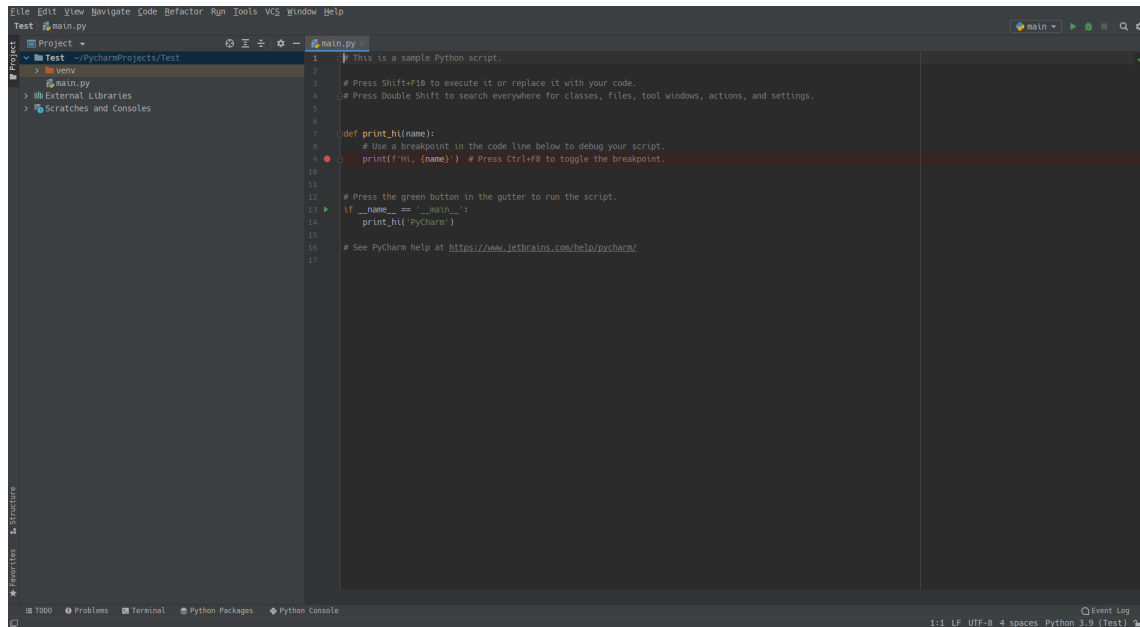 File Edit View Navigate Code Refactor Run Tools VCS Window Help
Test main.py
main
Project
Project
main.py
Test ~/PycharmProjects/Test
venv
main.py
External Libraries
Scratches and Consoles
1 # This is a sample Python script.
2
3 # Press Shift+F10 to execute it or replace it with your code.
4 # Press Double Shift to search everywhere for classes, files, tool windows, actions, and settings.
5
6
7 def print_hi(name):
8 # Use a breakpoint in the code line below to debug your script.
9 print(f'Hi, {name}') # Press Ctrl+F8 to toggle the breakpoint.
10
11
12 # Press the green button in the gutter to run the script.
13 if __name__ == '__main__':
14 print_hi('PyCharm')
15
16 # See PyCharm help at https://www.jetbrains.com/help/pycharm/
17
Structure
Favorites
TODO Problems Terminal Python Packages Python Console Event Log
1:1 LF UTF-8 4 spaces Python 3.9 (Test)